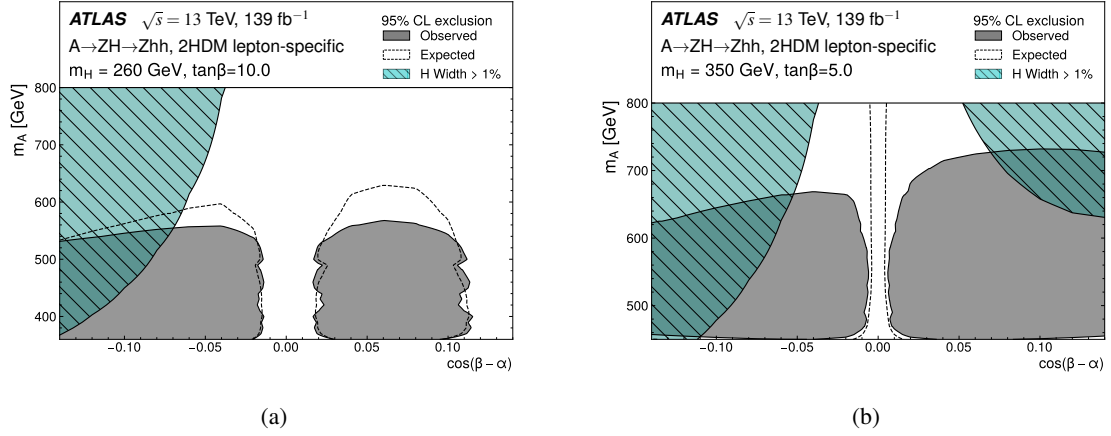 ATLAS √s = 13 TeV, 139 fb⁻¹
A→ZH→Zhh, 2HDM lepton-specific
m_H = 260 GeV, tanβ=10.0
95% CL exclusion
Observed
Expected
H Width > 1%
m_A [GeV]
800
700
600
500
400
−0.10 −0.05 0.00 0.05 0.10
cos(β − α)
(a)
ATLAS √s = 13 TeV, 139 fb⁻¹
A→ZH→Zhh, 2HDM lepton-specific
m_H = 350 GeV, tanβ=5.0
95% CL exclusion
Observed
Expected
H Width > 1%
m_A [GeV]
800
700
600
500
−0.10 −0.05 0.00 0.05 0.10
cos(β − α)
(b)